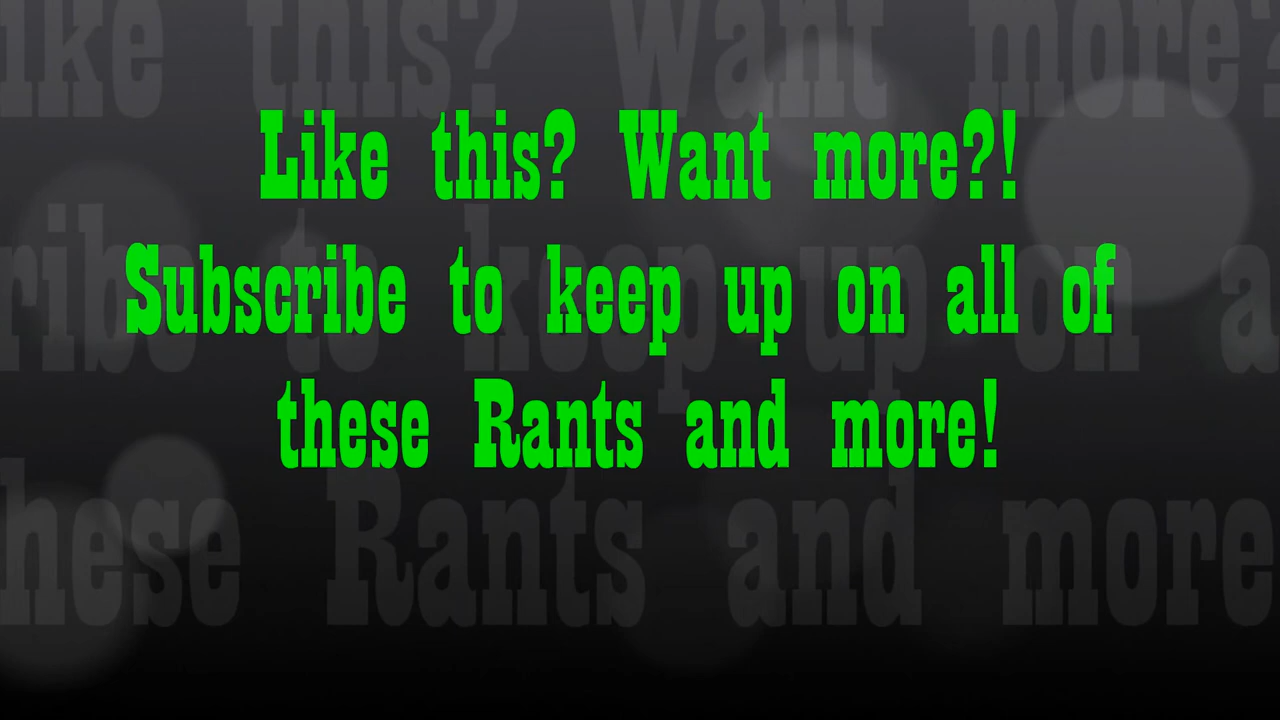 Like this? Want more?!
Subscribe to keep up on all of
these Rants and more!